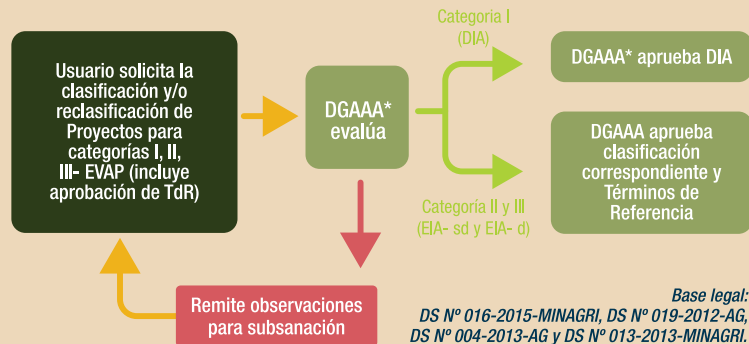 Usuario solicita la
clasificación y/o
reclasificación de
Proyectos para
categorías I, II,
III- EVAP (incluye
aprobación de TdR)
DGAAA*
evalúa
Categoria I
(DIA)
DGAAA* aprueba DIA
Categoría II y III
(EIA- sd y EIA- d)
DGAAA aprueba
clasificación
correspondiente y
Términos de
Referencia
Remite observaciones
para subsanación
Base legal:
DS Nº 016-2015-MINAGRI, DS Nº 019-2012-AG,
DS Nº 004-2013-AG y DS Nº 013-2013-MINAGRI.